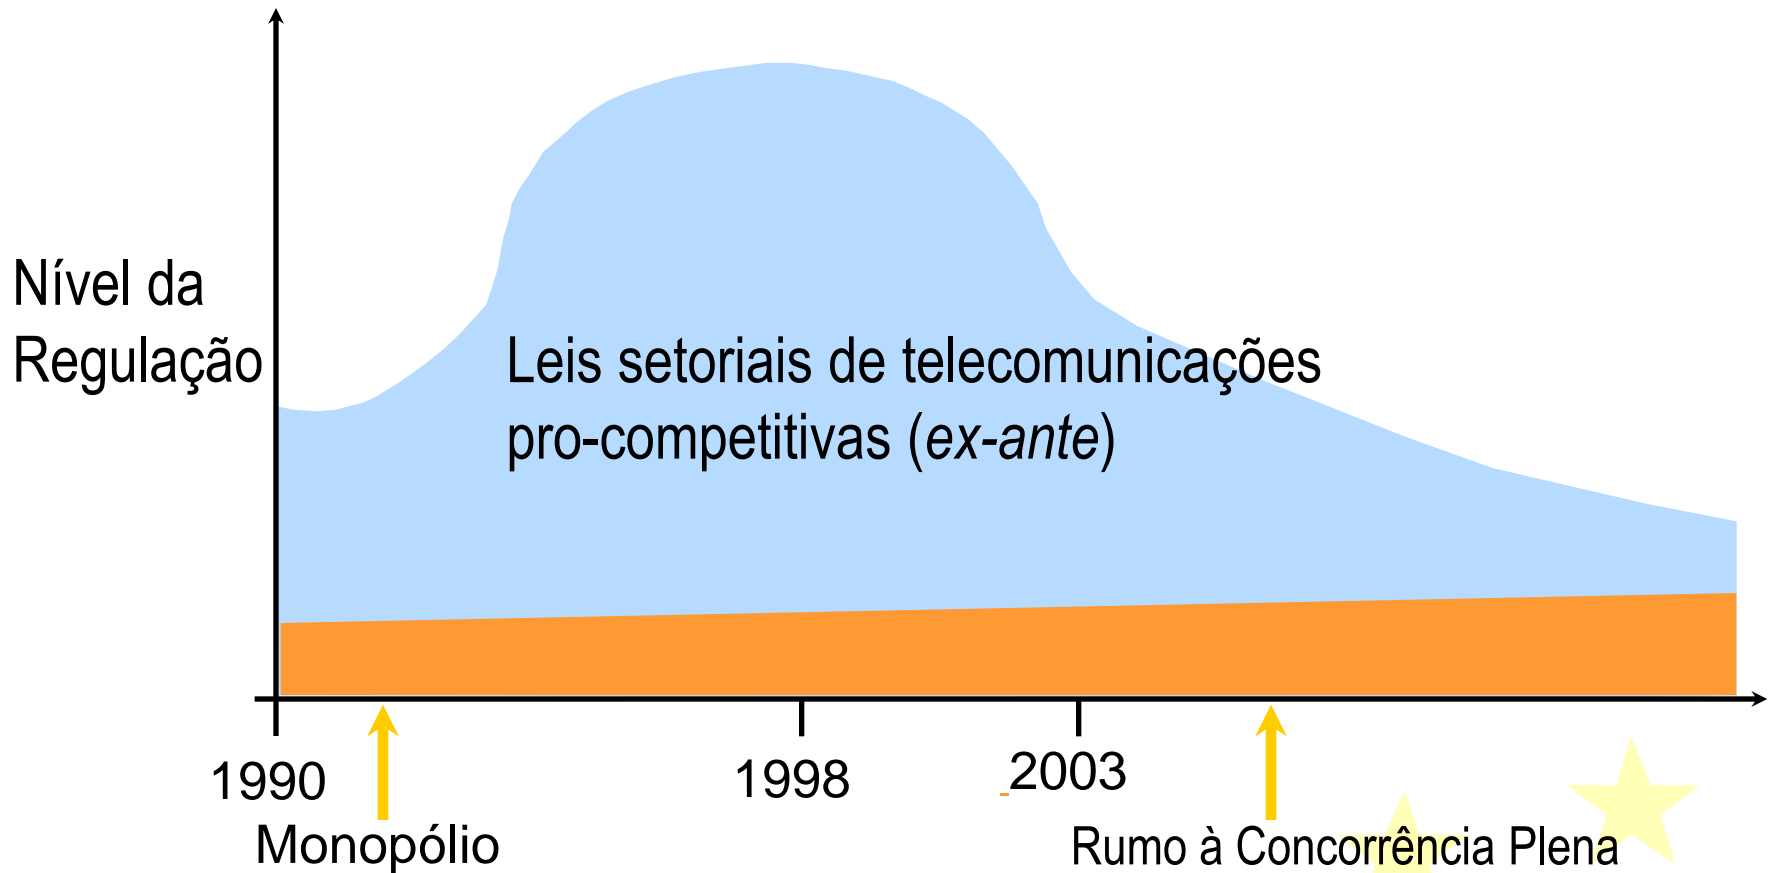 Nível da
Regulação
Leis setoriais de telecomunicações
pro-competitivas (ex-ante)
1990
1998
2003
Monopólio
Rumo à Concorrência Plena